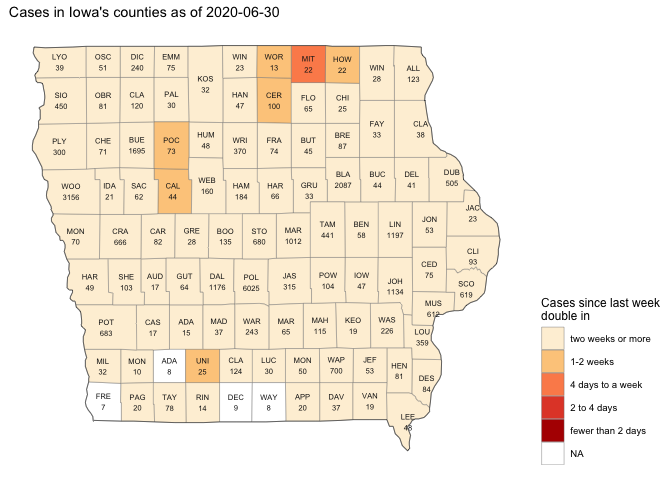 Cases in Iowa's counties as of 2020-06-30
LYO
39
OSC
51
DIC
240
EMM
75
KOS
32
WIN
23
WOR
13
MIT
22
HOW
22
WIN
28
ALL
123
SIO
450
OBR
81
CLA
120
PAL
30
HAN
47
CER
100
FLO
65
CHI
25
PLY
300
CHE
71
BUE
1695
POC
73
HUM
48
WRI
370
FRA
74
BUT
45
BRE
87
FAY
33
CLA
38
WOO
3156
IDA
21
SAC
62
CAL
44
WEB
160
HAM
184
HAR
66
GRU
33
BLA
2087
BUC
44
DEL
41
DUB
505
JAC
23
MON
70
CRA
666
CAR
82
GRE
28
BOO
135
STO
680
MAR
1012
TAM
441
BEN
58
LIN
1197
JON
53
CLI
93
HAR
49
SHE
103
AUD
17
GUT
64
DAL
1176
POL
6025
JAS
315
POW
104
IOW
47
JOH
1134
CED
75
SCO
619
MUS
612
POT
683
CAS
17
ADA
15
MAD
37
WAR
243
MAR
65
MAH
115
KEO
19
WAS
226
LOU
359
MIL
32
MON
10
ADA
8
UNI
25
CLA
124
LUC
30
MON
50
WAP
700
JEF
53
HEN
81
DES
84
FRE
7
PAG
20
TAY
78
RIN
14
DEC
9
WAY
8
APP
20
DAV
37
VAN
19
LEE
48
Cases since last week
double in
two weeks or more
1-2 weeks
4 days to a week
2 to 4 days
fewer than 2 days
NA